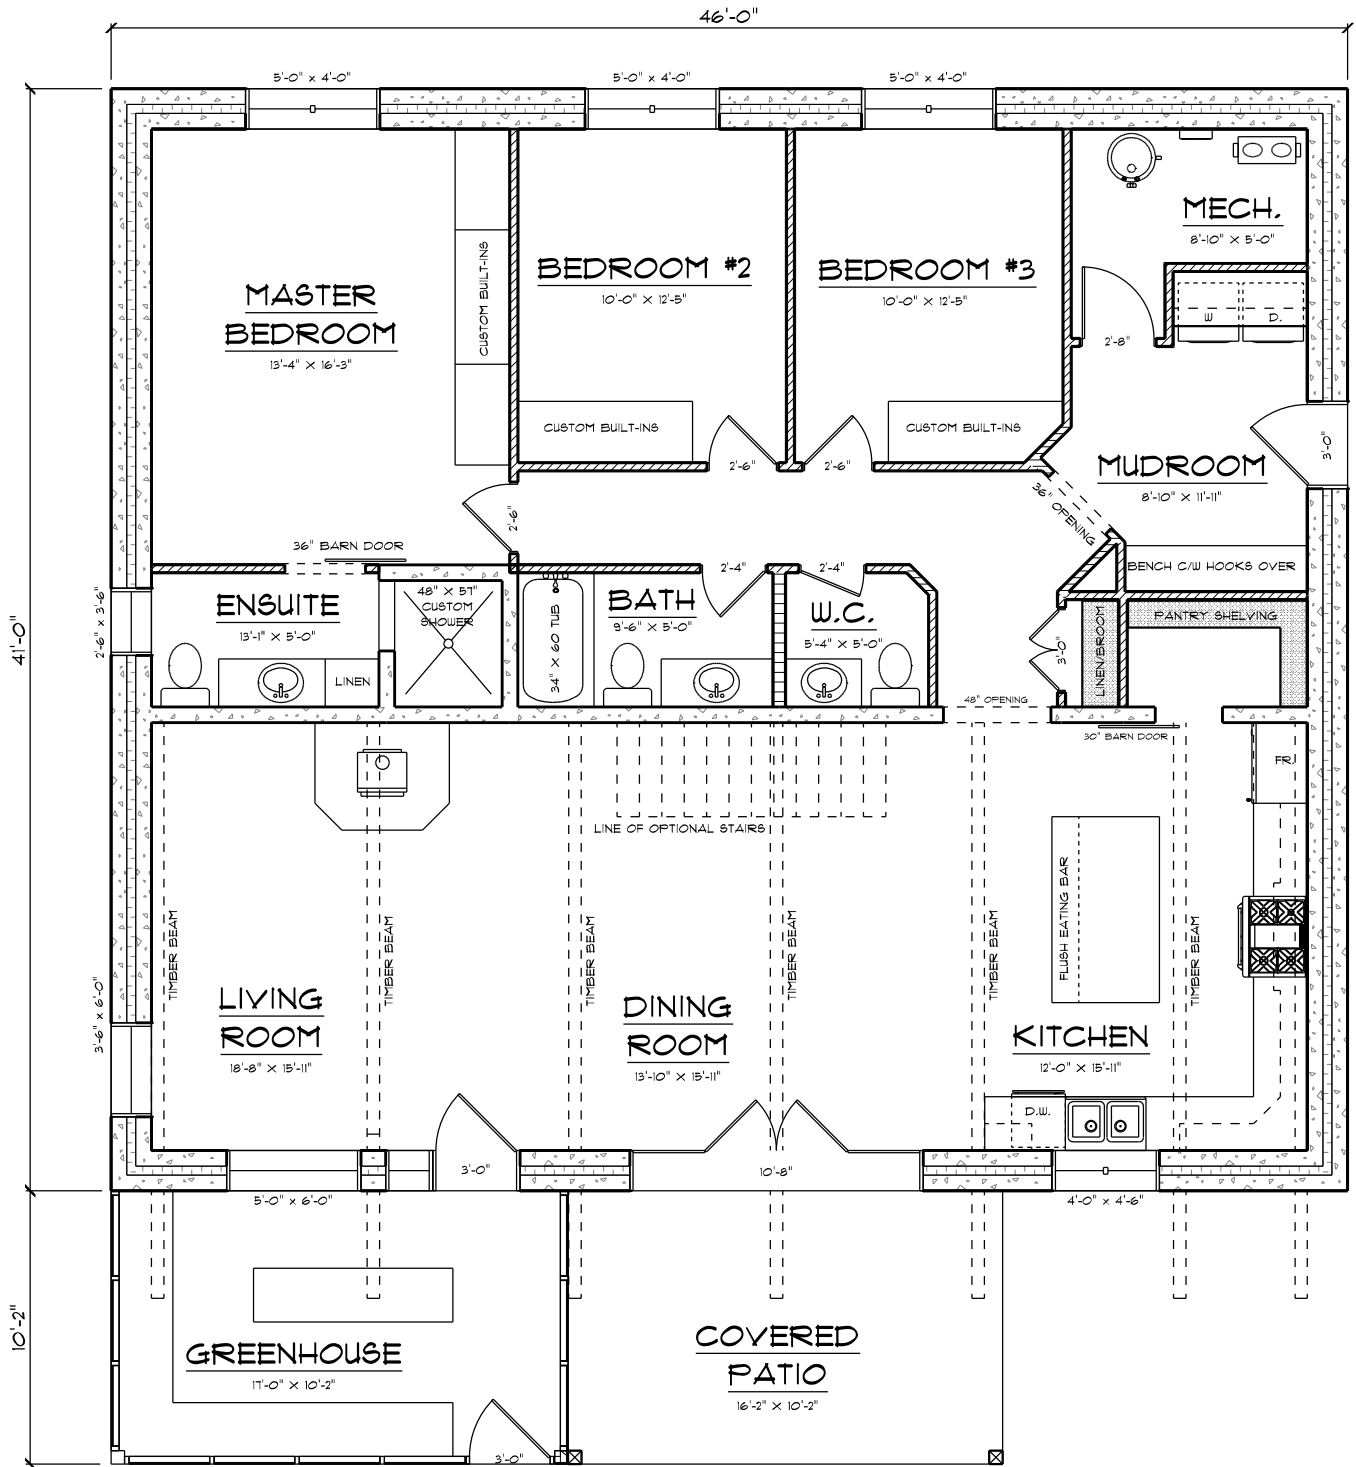 46'-0"
5'-0" x 4'-0"
5'-0" x 4'-0"
5'-0" x 4'-0"
MECH.
8'-10" X 5'-0"
MASTER
BEDROOM
13'-4" X 16'-3"
CUSTOM BUILT-INS
BEDROOM #2
10'-0" X 12'-5"
BEDROOM #3
10'-0" X 12'-5"
W
D.
2'-8"
CUSTOM BUILT-INS
CUSTOM BUILT-INS
2'-6"
2'-6"
3'-0"
MUDROOM
8'-10" X 11'-11"
36" OPENING
2'-6"
36" BARN DOOR
2'-4"
2'-4"
BENCH C/W HOOKS OVER
41'-0"
2'-6" x 3'-6"
ENSUITE
13'-1" X 5'-0"
48" X 57"
CUSTOM
SHOWER
34" X 60 TUB
BATH
9'-6" X 5'-0"
W.C.
5'-4" X 5'-0"
3'-0"
LINEN/BROOM
PANTRY SHELVING
LINEN
48" OPENING
30" BARN DOOR
FR.
LINE OF OPTIONAL STAIRS
FLUSH EATING BAR
TIMBER BEAM
TIMBER BEAM
TIMBER BEAM
TIMBER BEAM
TIMBER BEAM
TIMBER BEAM
3'-6" x 6'-0"
LIVING
ROOM
18'-8" X 15'-11"
DINING
ROOM
13'-10" X 15'-11"
KITCHEN
12'-0" X 15'-11"
D.W.
3'-0"
10'-8"
5'-0" x 6'-0"
4'-0" x 4'-6"
10'-2"
GREENHOUSE
17'-0" X 10'-2"
COVERED
PATIO
16'-2" X 10'-2"
3'-0"